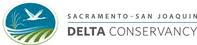 SACRAMENTO-SAN JOAQUIN
DELTA CONSERVANCY